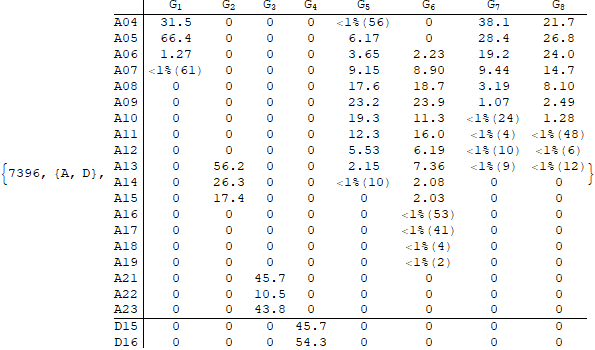 G₁ G₂ G₃ G₄ G₅ G₆ G₇ G₈
A04 31.5 0 0 0 <1%(56) 0 38.1 21.7
A05 66.4 0 0 0 6.17 0 28.4 26.8
A06 1.27 0 0 0 3.65 2.23 19.2 24.0
A07 <1%(61) 0 0 0 9.15 8.90 9.44 14.7
A08 0 0 0 0 17.6 18.7 3.19 8.10
A09 0 0 0 0 23.2 23.9 1.07 2.49
A10 0 0 0 0 19.3 11.3 <1%(24) 1.28
A11 0 0 0 0 12.3 16.0 <1%(4) <1%(48)
A12 0 0 0 0 5.53 6.19 <1%(10) <1%(6)
{7396, {A, D}, A13 0 56.2 0 0 2.15 7.36 <1%(9) <1%(12) }
A14 0 26.3 0 0 <1%(10) 2.08 0 0
A15 0 17.4 0 0 0 2.03 0 0
A16 0 0 0 0 0 <1%(53) 0 0
A17 0 0 0 0 0 <1%(41) 0 0
A18 0 0 0 0 0 <1%(4) 0 0
A19 0 0 0 0 0 <1%(2) 0 0
A21 0 0 45.7 0 0 0 0 0
A22 0 0 10.5 0 0 0 0 0
A23 0 0 43.8 0 0 0 0 0
D15 0 0 0 45.7 0 0 0 0
D16 0 0 0 54.3 0 0 0 0